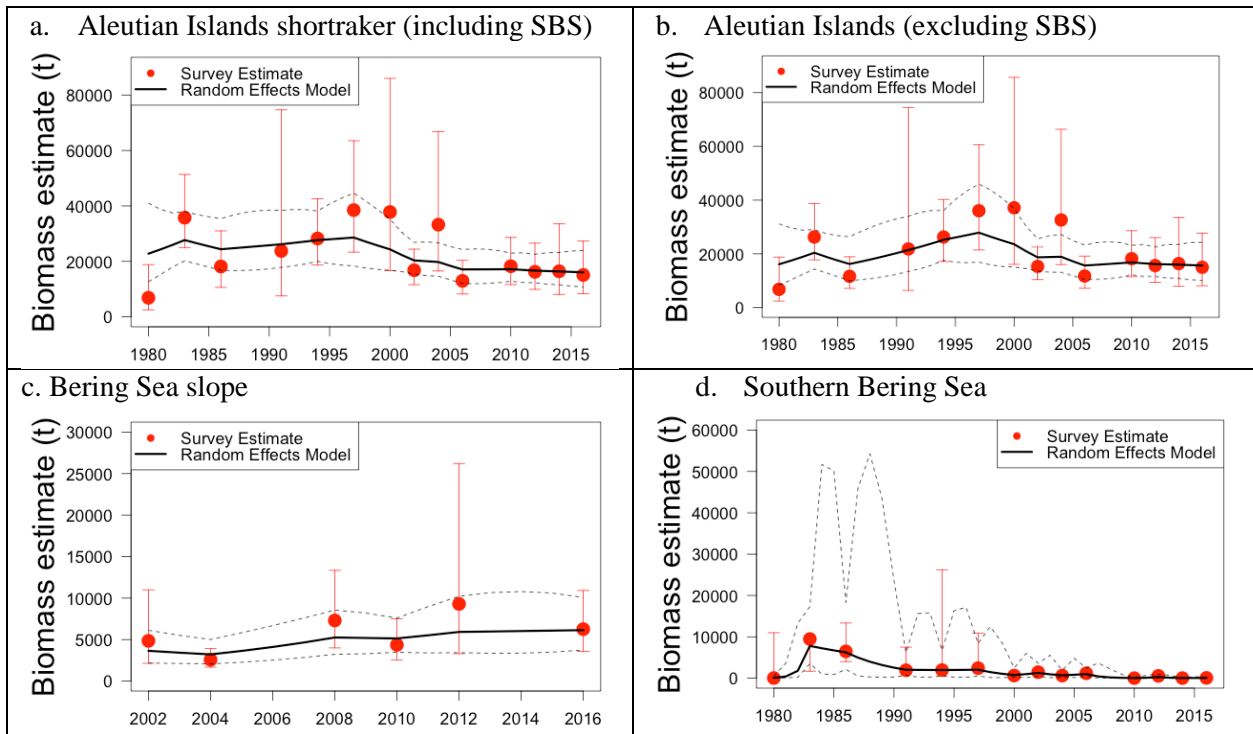 a. Aleutian Islands shortraker (including SBS)
Biomass estimate (t)
Survey Estimate
Random Effects Model
80000
60000
40000
20000
0
1980 1985 1990 1995 2000 2005 2010 2015
b. Aleutian Islands (excluding SBS)
Biomass estimate (t)
Survey Estimate
Random Effects Model
80000
60000
40000
20000
0
1980 1985 1990 1995 2000 2005 2010 2015
c. Bering Sea slope
Biomass estimate (t)
Survey Estimate
Random Effects Model
30000
25000
20000
15000
10000
5000
0
2002 2004 2006 2008 2010 2012 2014 2016
d. Southern Bering Sea
Biomass estimate (t)
Survey Estimate
Random Effects Model
60000
50000
40000
30000
20000
10000
0
1980 1985 1990 1995 2000 2005 2010 2015